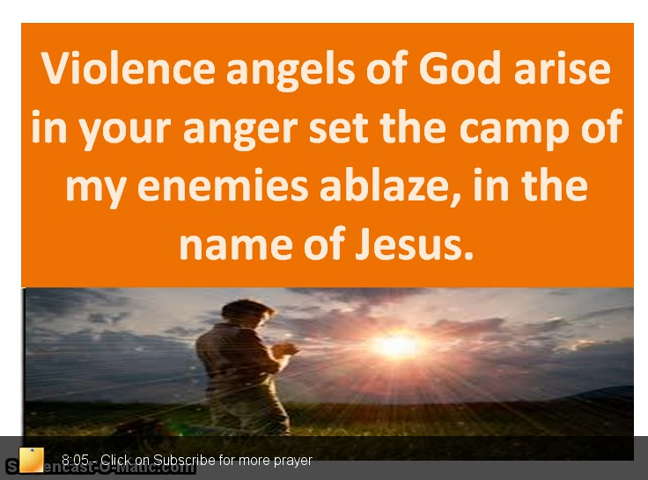 Violence angels of God arise
in your anger set the camp of
my enemies ablaze, in the
name of Jesus.
8:05 - Click on Subscribe for more prayer